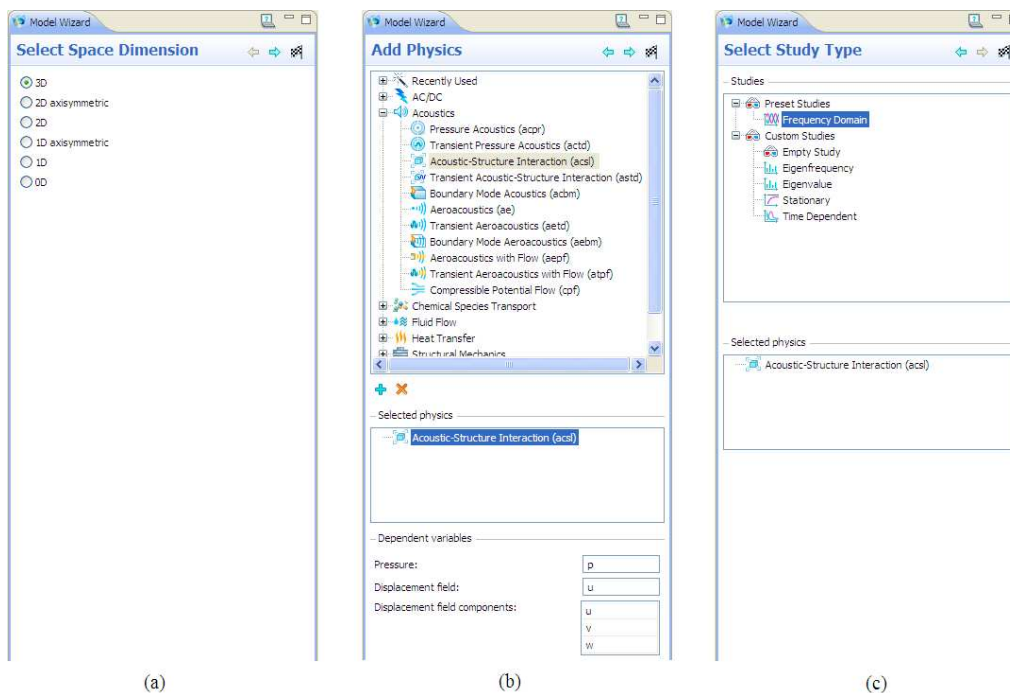 Model Wizard
Select Space Dimension
3D
2D axisymmetric
2D
1D axisymmetric
1D
0D
(a)
Model Wizard
Add Physics
Recently Used
AC/DC
Acoustics
Pressure Acoustics (acpr)
Transient Pressure Acoustics (actd)
Acoustic-Structure Interaction (acsl)
Transient Acoustic-Structure Interaction (astd)
Boundary Mode Acoustics (acbm)
Aeroacoustics (ae)
Transient Aeroacoustics (aetd)
Boundary Mode Aeroacoustics (aebm)
Aeroacoustics with Flow (aepf)
Transient Aeroacoustics with Flow (atpf)
Compressible Potential Flow (cpf)
Chemical Species Transport
Fluid Flow
Heat Transfer
Structural Mechanics
Selected physics
Acoustic-Structure Interaction (acsl)
Dependent variables
Pressure: p
Displacement field: u
Displacement field components: u
v
w
(b)
Model Wizard
Select Study Type
Studies
Preset Studies
Frequency Domain
Custom Studies
Empty Study
Eigenfrequency
Eigenvalue
Stationary
Time Dependent
Selected physics
Acoustic-Structure Interaction (acsl)
(c)